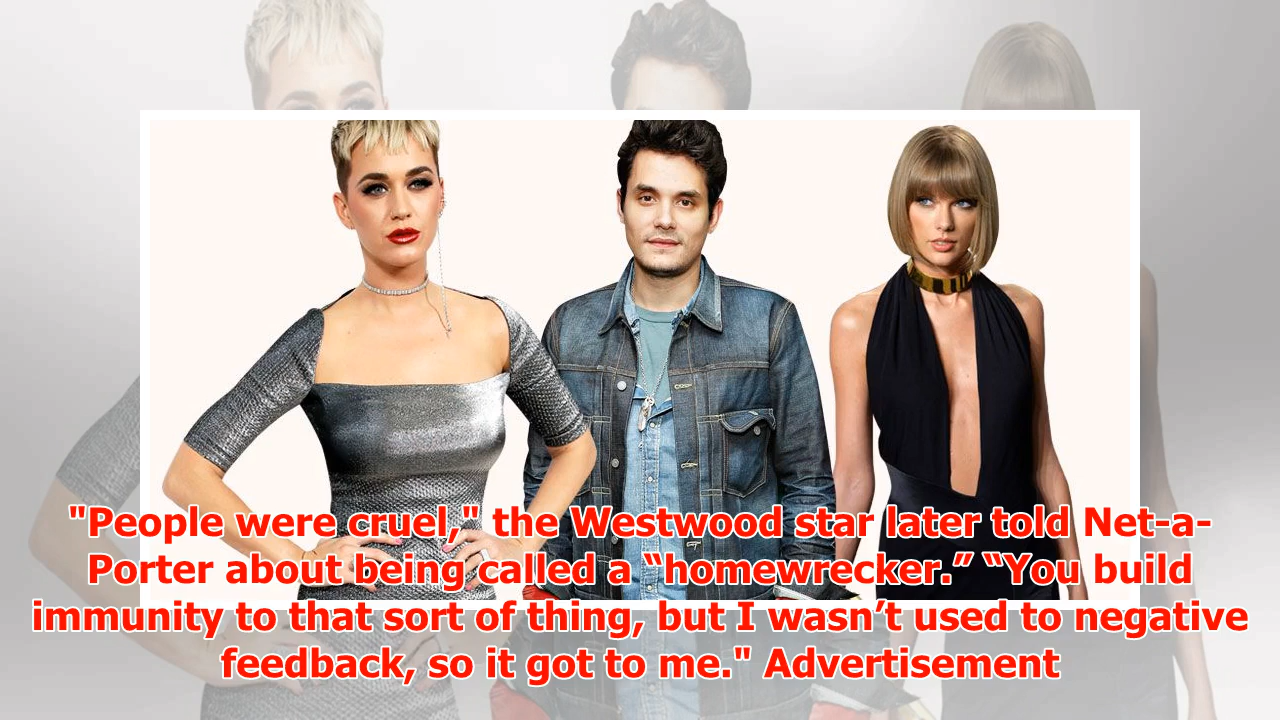 "People were cruel," the Westwood star later told Net-a-
Porter about being called a “homewrecker.” “You build
immunity to that sort of thing, but I wasn’t used to negative
feedback, so it got to me." Advertisement